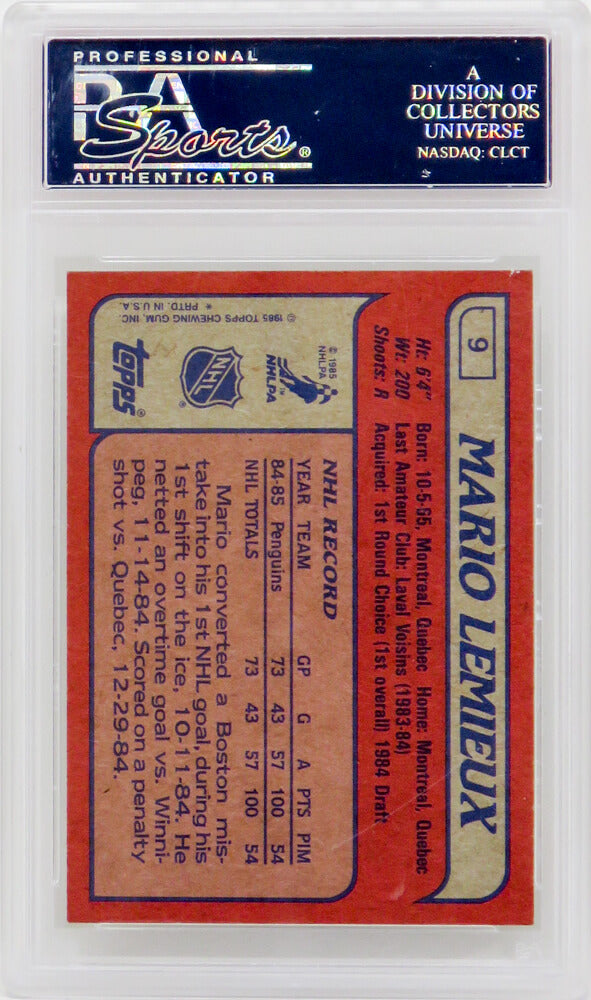 PROFESSIONAL
PSA
Sports®
AUTHENTICATOR
A
DIVISION OF
COLLECTORS
UNIVERSE
NASDAQ: CLCT
9
MARIO LEMIEUX
Ht: 6'4" Born: 10-5-65, Montreal, Quebec Home: Montreal, Quebec
Wt: 200 Last Amateur Club: Laval Voisins (1983-84)
Shoots: R Acquired: 1st Round Choice (1st overall) 1984 Draft
© 1985
NHLPA
NHLPA
NHL
topps®
© 1985 TOPPS CHEWING GUM, INC.
* PRTD. IN U.S.A.
NHL RECORD
YEAR TEAM GP G A PTS PIM
84-85 Penguins 73 43 57 100 54
NHL TOTALS 73 43 57 100 54
Mario converted a Boston mis-
take into his 1st NHL goal, during his
1st shift on the ice, 10-11-84. He
netted an overtime goal vs. Winni-
peg, 11-14-84. Scored on a penalty
shot vs. Quebec, 12-29-84.